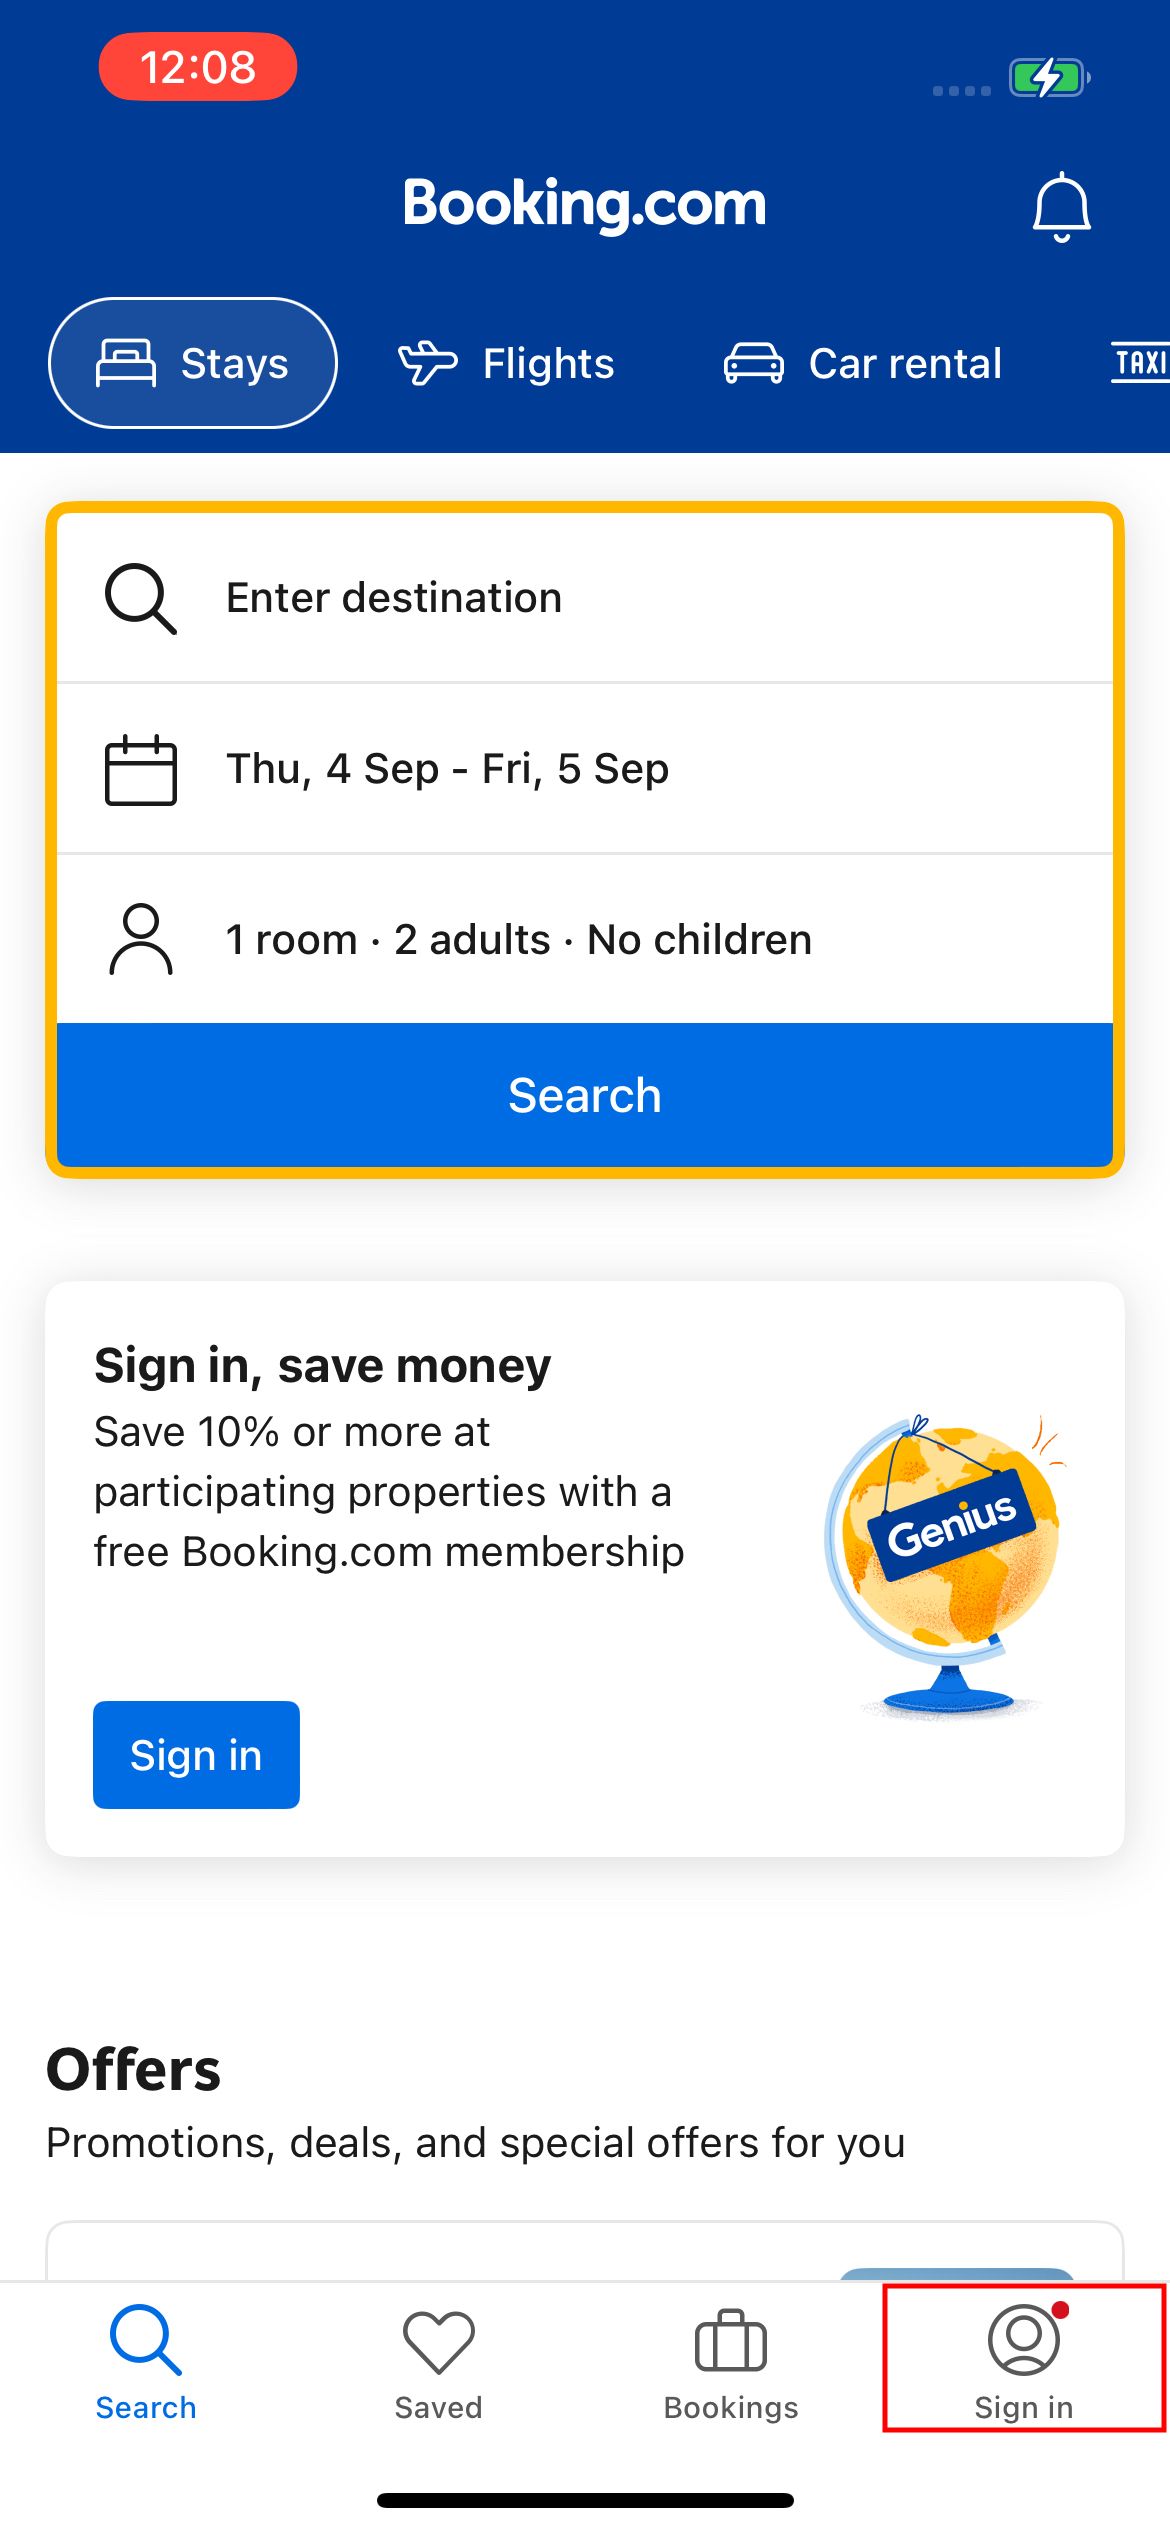 12:08
Booking.com
Stays
Flights
Car rental
TAXI
Enter destination
Thu, 4 Sep - Fri, 5 Sep
1 room · 2 adults · No children
Search
Sign in, save money
Save 10% or more at
participating properties with a
free Booking.com membership
Genius
Sign in
Offers
Promotions, deals, and special offers for you
Search
Saved
Bookings
Sign in